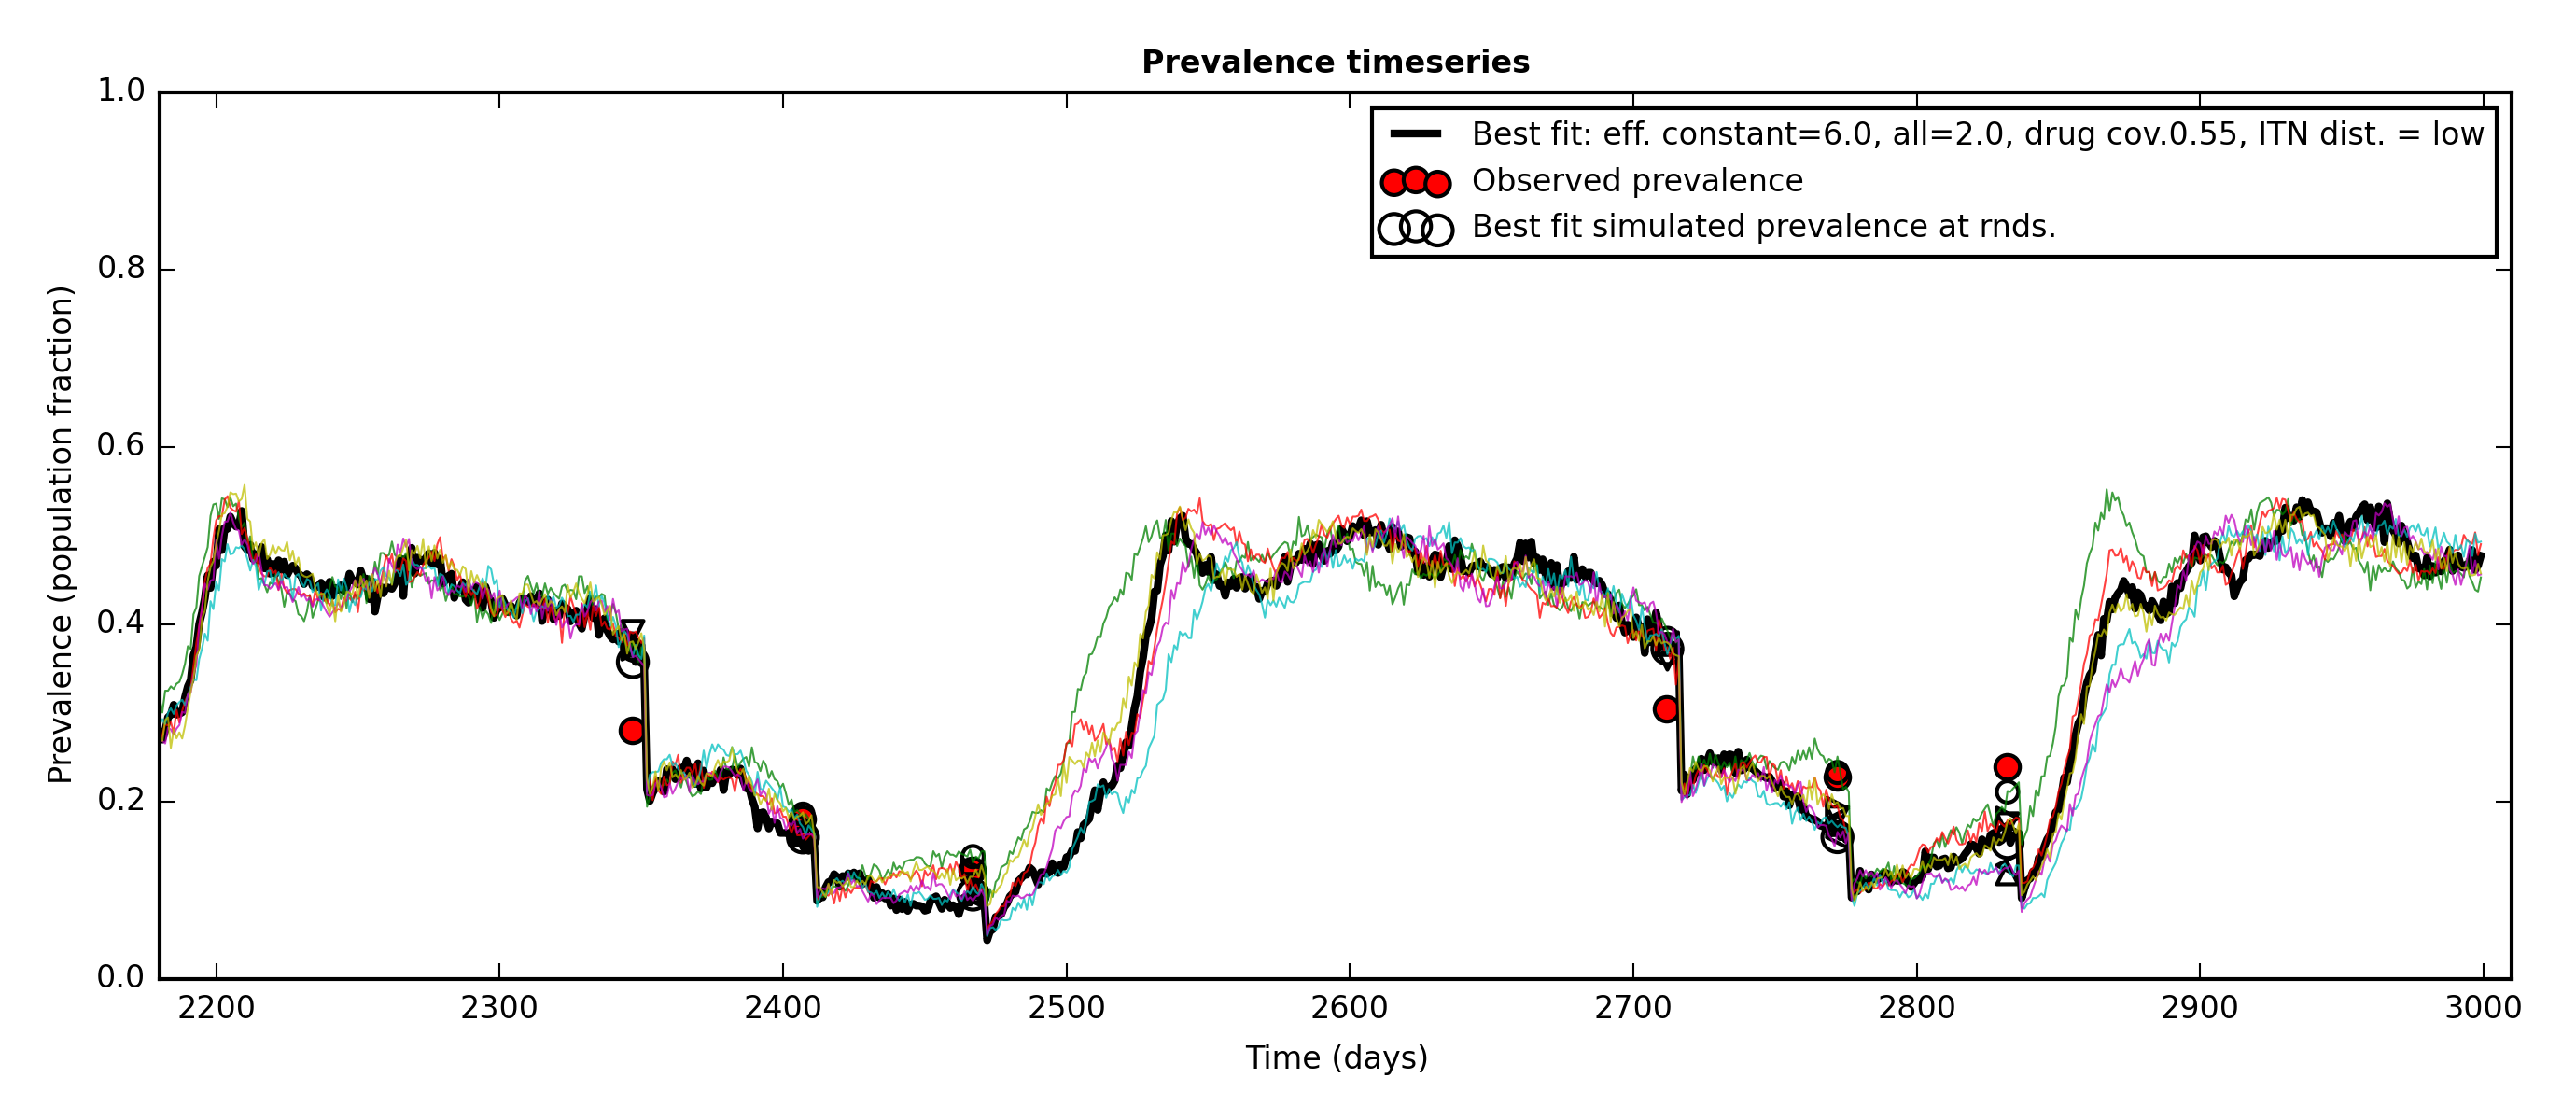 Prevalence timeseries
Best fit: eff. constant=6.0, all=2.0, drug cov.0.55, ITN dist. = low
Observed prevalence
Best fit simulated prevalence at rnds.
Prevalence (population fraction)
1.0
0.8
0.6
0.4
0.2
0.0
2200 2300 2400 2500 2600 2700 2800 2900 3000
Time (days)